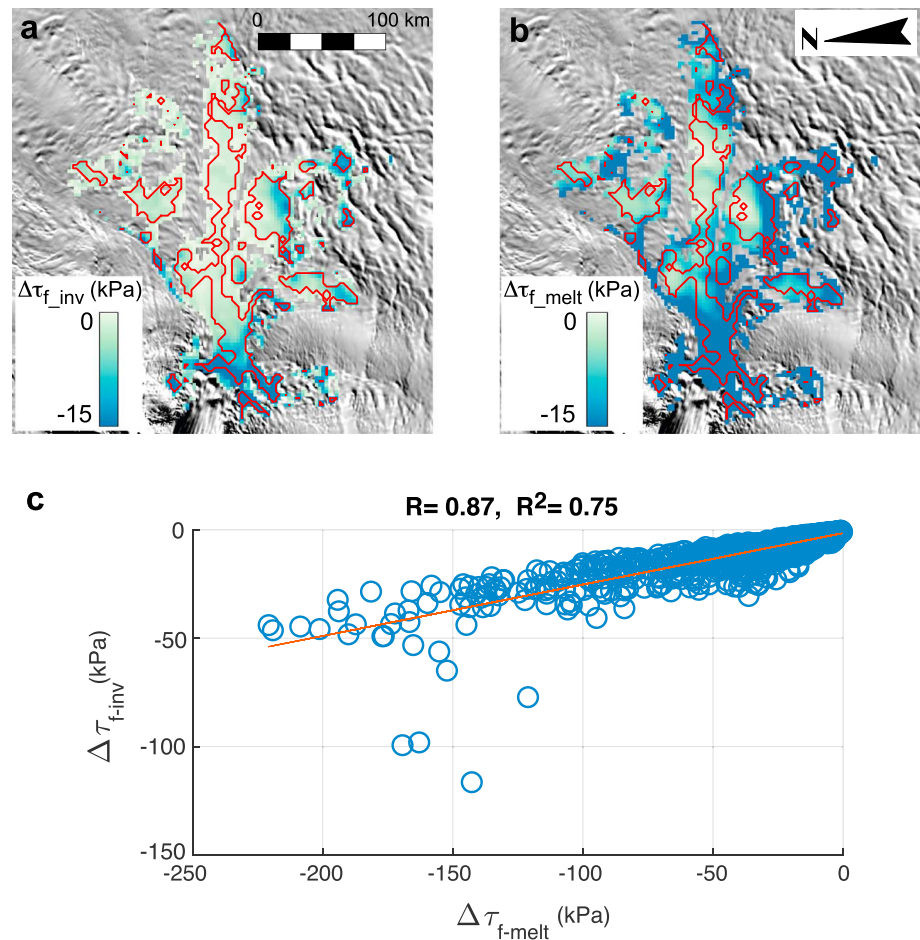 a
0 100 km
Δτf_inv (kPa)
0
-15
b
N
Δτf_melt (kPa)
0
-15
c
R= 0.87, R²= 0.75
0
-50
-100
-150
Δτf-inv(kPa)
-250 -200 -150 -100 -50 0
Δτf-melt (kPa)